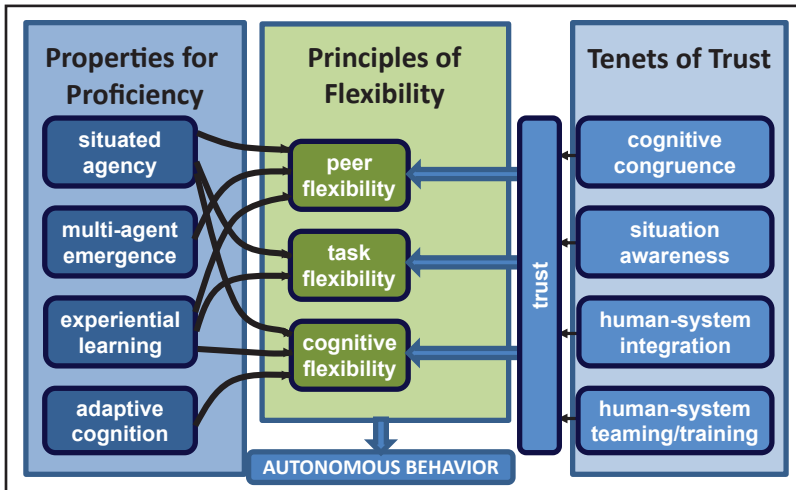 Properties for
Proficiency
situated
agency
multi-agent
emergence
experiential
learning
adaptive
cognition
Principles of
Flexibility
peer
flexibility
task
flexibility
cognitive
flexibility
AUTONOMOUS BEHAVIOR
trust
Tenets of Trust
cognitive
congruence
situation
awareness
human-system
integration
human-system
teaming/training